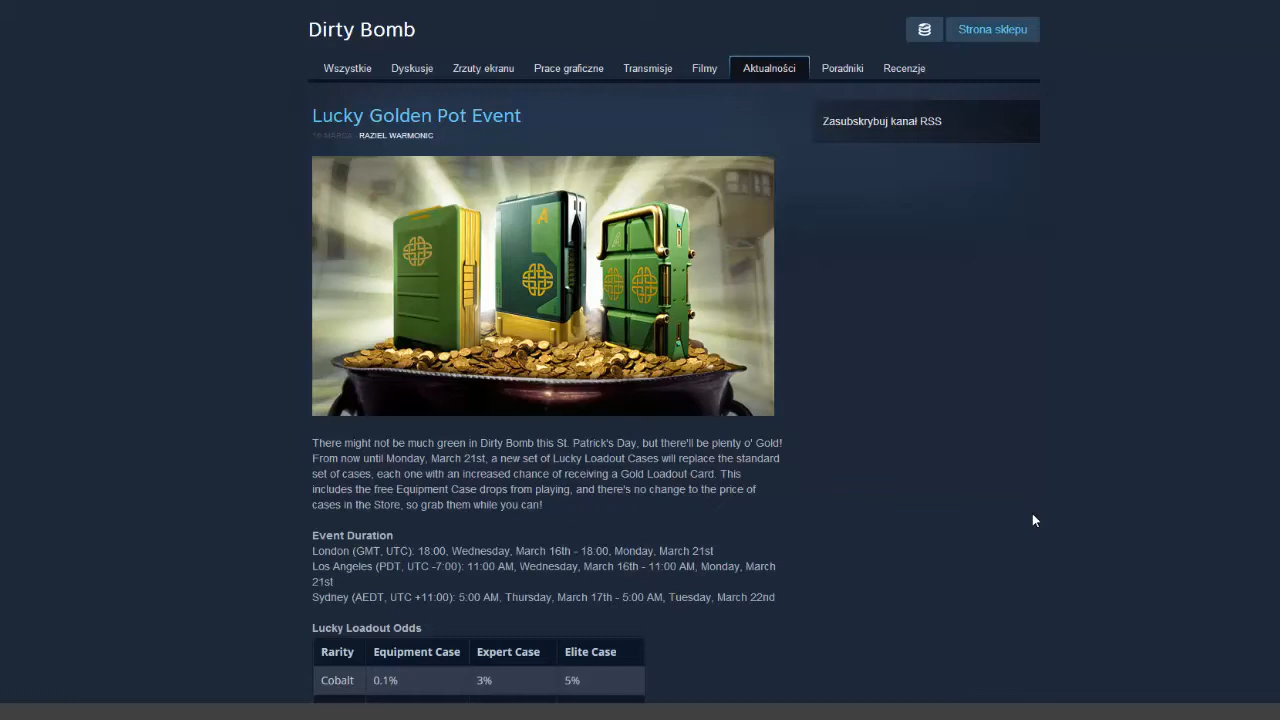 Dirty Bomb
Strona sklepu
Wszystkie Dyskusje Zrzuty ekranu Prace graficzne Transmisje Filmy Aktualności Poradniki Recenzje
Lucky Golden Pot Event
16 MARCA RAZIEL WARMONIC
Zasubskrybuj kanał RSS
A
There might not be much green in Dirty Bomb this St. Patrick's Day, but there'll be plenty o' Gold!
From now until Monday, March 21st, a new set of Lucky Loadout Cases will replace the standard
set of cases, each one with an increased chance of receiving a Gold Loadout Card. This
includes the free Equipment Case drops from playing, and there's no change to the price of
cases in the Store, so grab them while you can!
Event Duration
London (GMT, UTC): 18:00, Wednesday, March 16th - 18:00, Monday, March 21st
Los Angeles (PDT, UTC -7:00): 11:00 AM, Wednesday, March 16th - 11:00 AM, Monday, March
21st
Sydney (AEDT, UTC +11:00): 5:00 AM, Thursday, March 17th - 5:00 AM, Tuesday, March 22nd
Lucky Loadout Odds
Rarity Equipment Case Expert Case Elite Case
Cobalt 0.1% 3% 5%